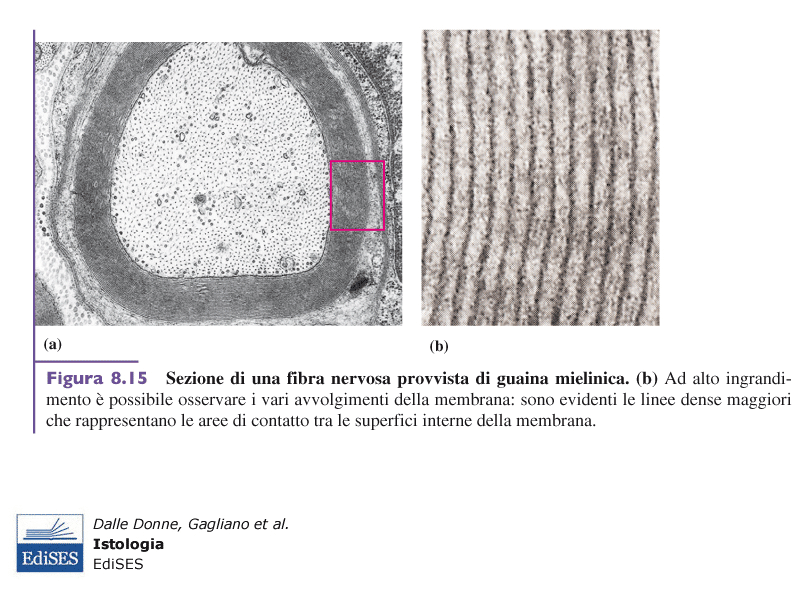 (a)
(b)
Figura 8.15 Sezione di una fibra nervosa provvista di guaina mielinica. (b) Ad alto ingrandi-
mento è possibile osservare i vari avvolgimenti della membrana: sono evidenti le linee dense maggiori
che rappresentano le aree di contatto tra le superfici interne della membrana.
EdiSES
Dalle Donne, Gagliano et al.
Istologia
EdiSES